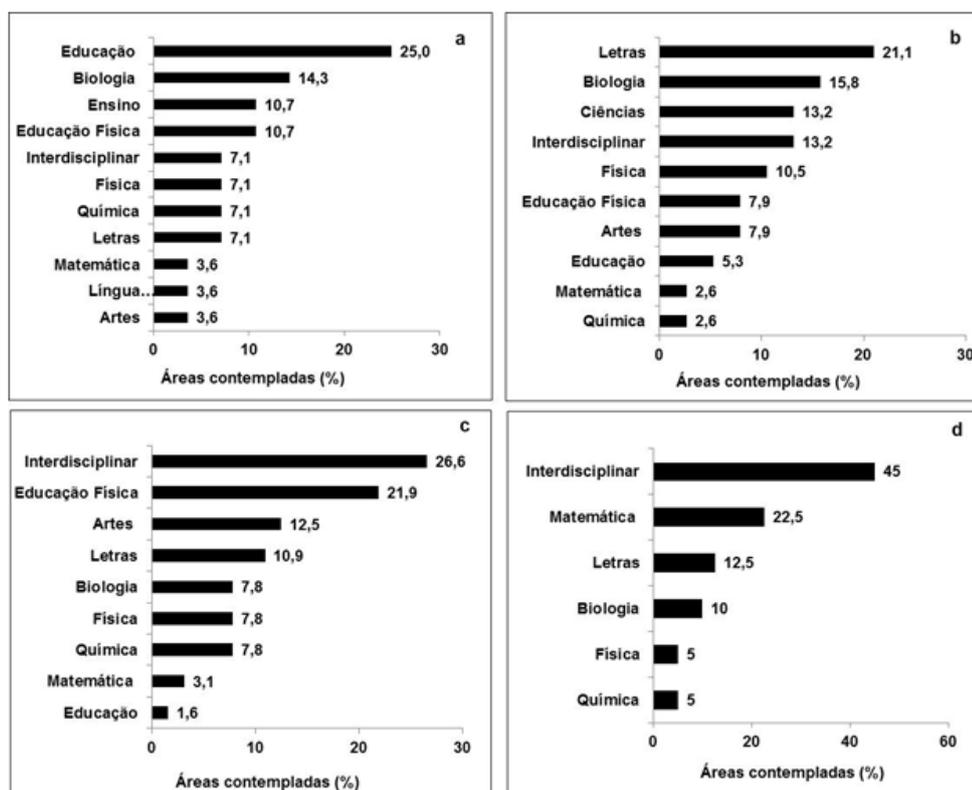 a
Educação 25,0
Biologia 14,3
Ensino 10,7
Educação Física 10,7
Interdisciplinar 7,1
Física 7,1
Química 7,1
Letras 7,1
Matemática 3,6
Língua... 3,6
Artes 3,6
0 10 20 30
Áreas contempladas (%)
b
Letras 21,1
Biologia 15,8
Ciências 13,2
Interdisciplinar 13,2
Física 10,5
Educação Física 7,9
Artes 7,9
Educação 5,3
Matemática 2,6
Química 2,6
0 10 20 30
Áreas contempladas (%)
c
Interdisciplinar 26,6
Educação Física 21,9
Artes 12,5
Letras 10,9
Biologia 7,8
Física 7,8
Química 7,8
Matemática 3,1
Educação 1,6
0 10 20 30
Áreas contempladas (%)
d
Interdisciplinar 45
Matemática 22,5
Letras 12,5
Biologia 10
Física 5
Química 5
0 20 40 60
Áreas contempladas (%)